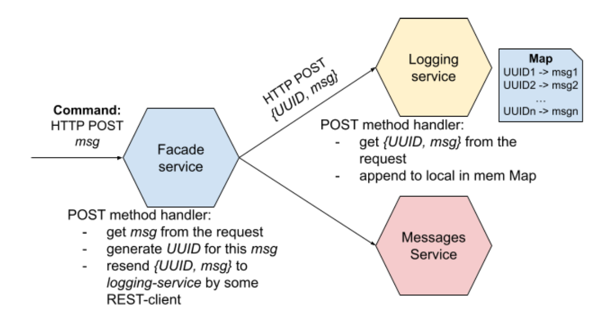 Command:
HTTP POST
msg
Facade
service
POST method handler:
- get msg from the request
- generate UUID for this msg
- resend {UUID, msg} to
logging-service by some
REST-client
HTTP POST
{UUID, msg}
Logging
service
Map
UUID1 -> msg1
UUID2 -> msg2
...
UUIDn -> msgn
POST method handler:
- get {UUID, msg} from the
request
- append to local in mem Map
Messages
Service